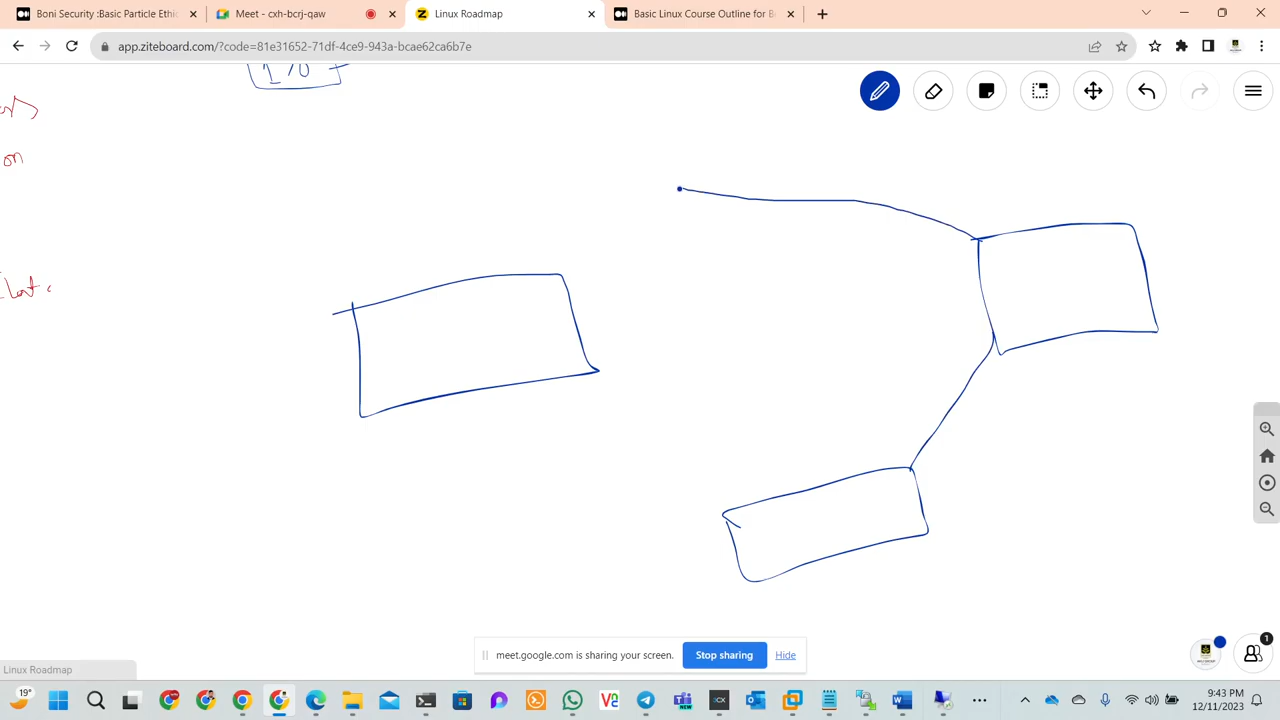 Boni Security :Basic Particle Ethic
Meet - cxh-bcrj-qaw
Linux Roadmap
Basic Linux Course Outline for B
app.ziteboard.com/?code=81e31652-71df-4ce9-943a-bcae62ca6b7e
on
1
meet.google.com is sharing your screen.
Stop sharing
Hide
Linux Roadmap
19°
9:43 PM
12/11/2023